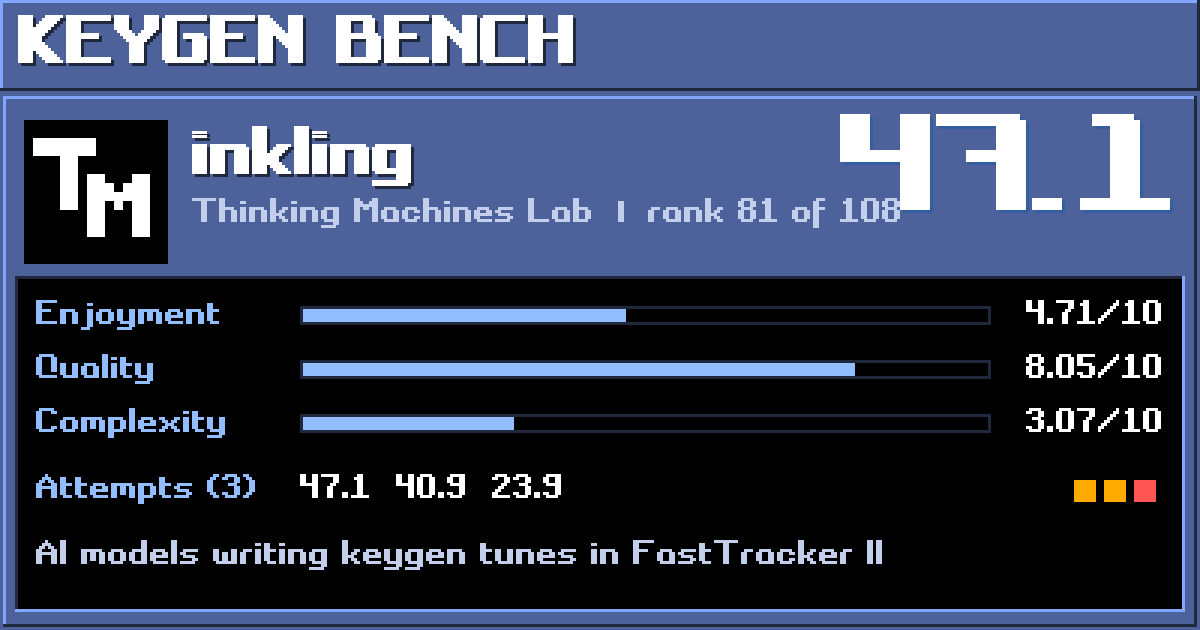 KEYGEN BENCH
TM
inkling
47.1
Thinking Machines Lab | rank 81 of 108
Enjoyment 4.71/10
Quality 8.05/10
Complexity 3.07/10
Attempts (3) 47.1 40.9 23.9
AI models writing keygen tunes in FastTracker II